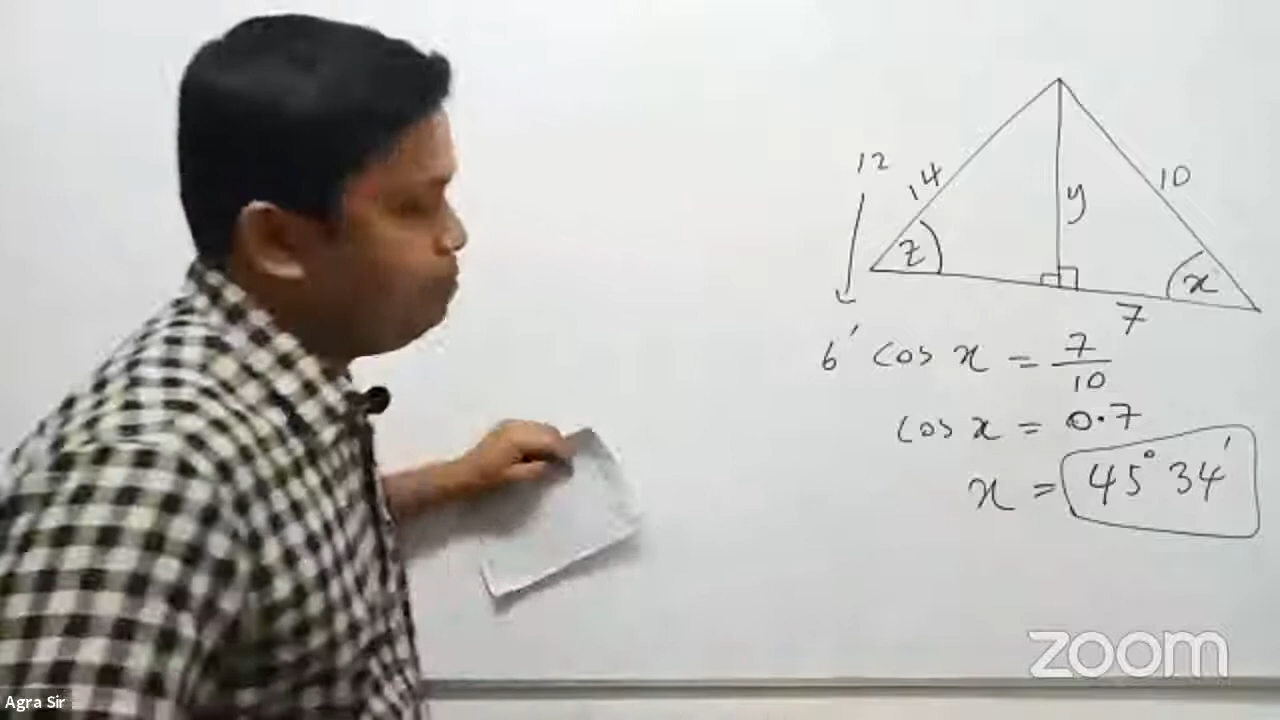 12
14
10
y
z
x
7
6' cos x = 7/10
cos x = 0.7
x = 45° 34'
zoom
Agra Sir